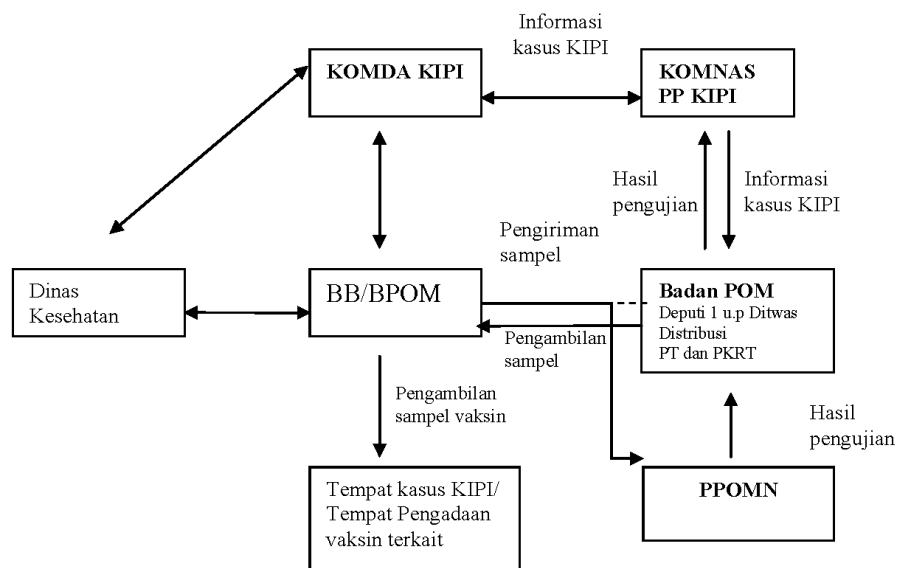 Informasi
kasus KIPI
KOMDA KIPI
KOMNAS
PP KIPI
Hasil
pengujian
Informasi
kasus KIPI
Pengiriman
sampel
Dinas
Kesehatan
BB/BPOM
Badan POM
Deputi 1 u.p Ditwas
Distribusi
PT dan PKRT
Pengambilan
sampel
Pengambilan
sampel vaksin
Hasil
pengujian
Tempat kasus KIPI/
Tempat Pengadaan
vaksin terkait
PPOMN